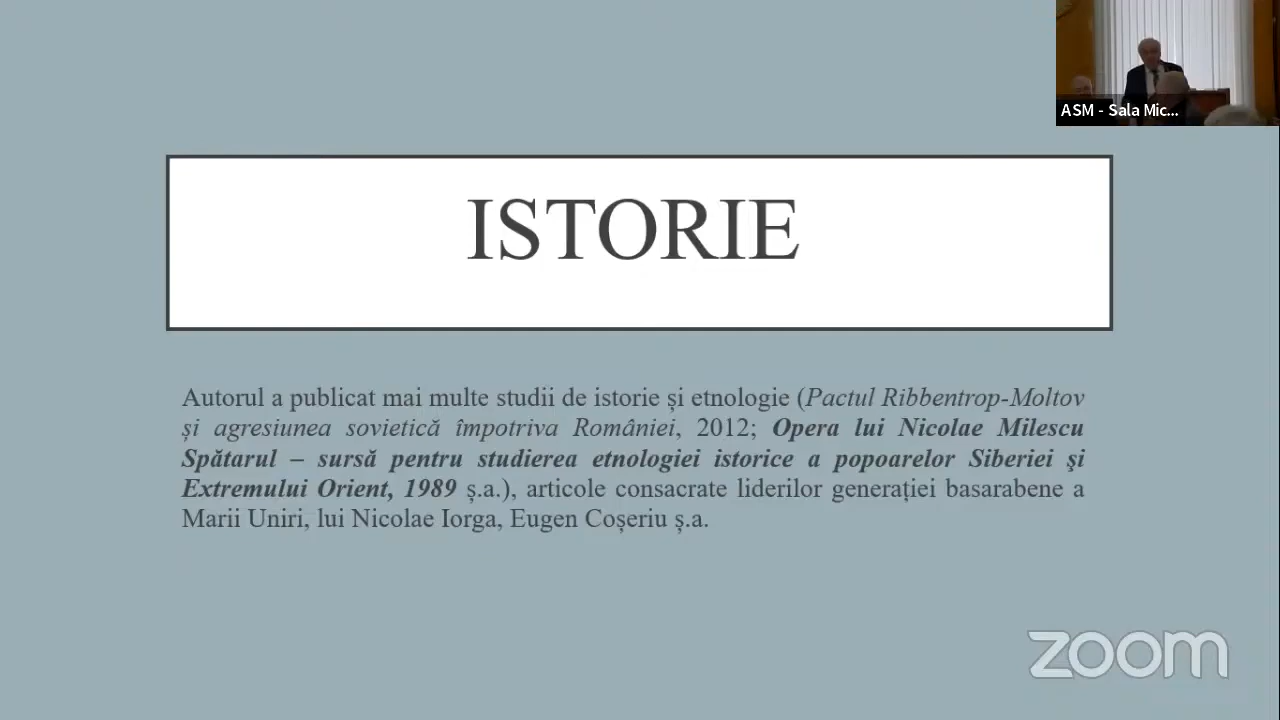 ASM - Sala Mic...
ISTORIE
Autorul a publicat mai multe studii de istorie și etnologie (Pactul Ribbentrop-Moltov
și agresiunea sovietică împotriva României, 2012; Opera lui Nicolae Milescu
Spătarul – sursă pentru studierea etnologiei istorice a popoarelor Siberiei şi
Extremului Orient, 1989 ș.a.), articole consacrate liderilor generației basarabene a
Marii Uniri, lui Nicolae Iorga, Eugen Coșeriu ș.a.
zoom